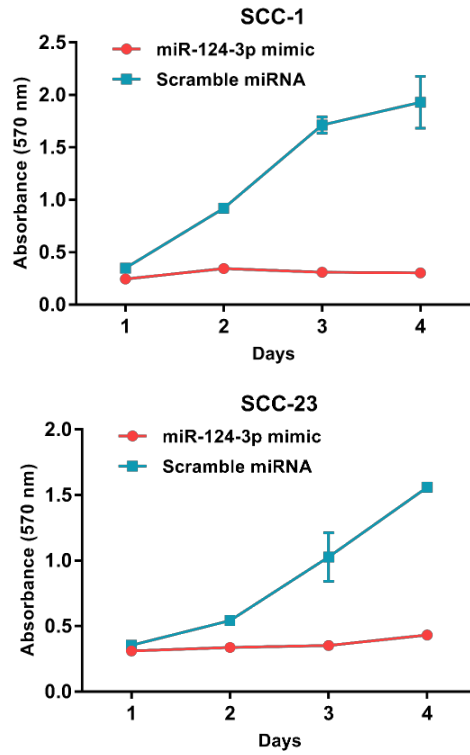 SCC-1
miR-124-3p mimic
Scramble miRNA
Absorbance (570 nm)
2.5
2.0
1.5
1.0
0.5
0.0
1 2 3 4
Days
SCC-23
miR-124-3p mimic
Scramble miRNA
Absorbance (570 nm)
2.0
1.5
1.0
0.5
0.0
1 2 3 4
Days